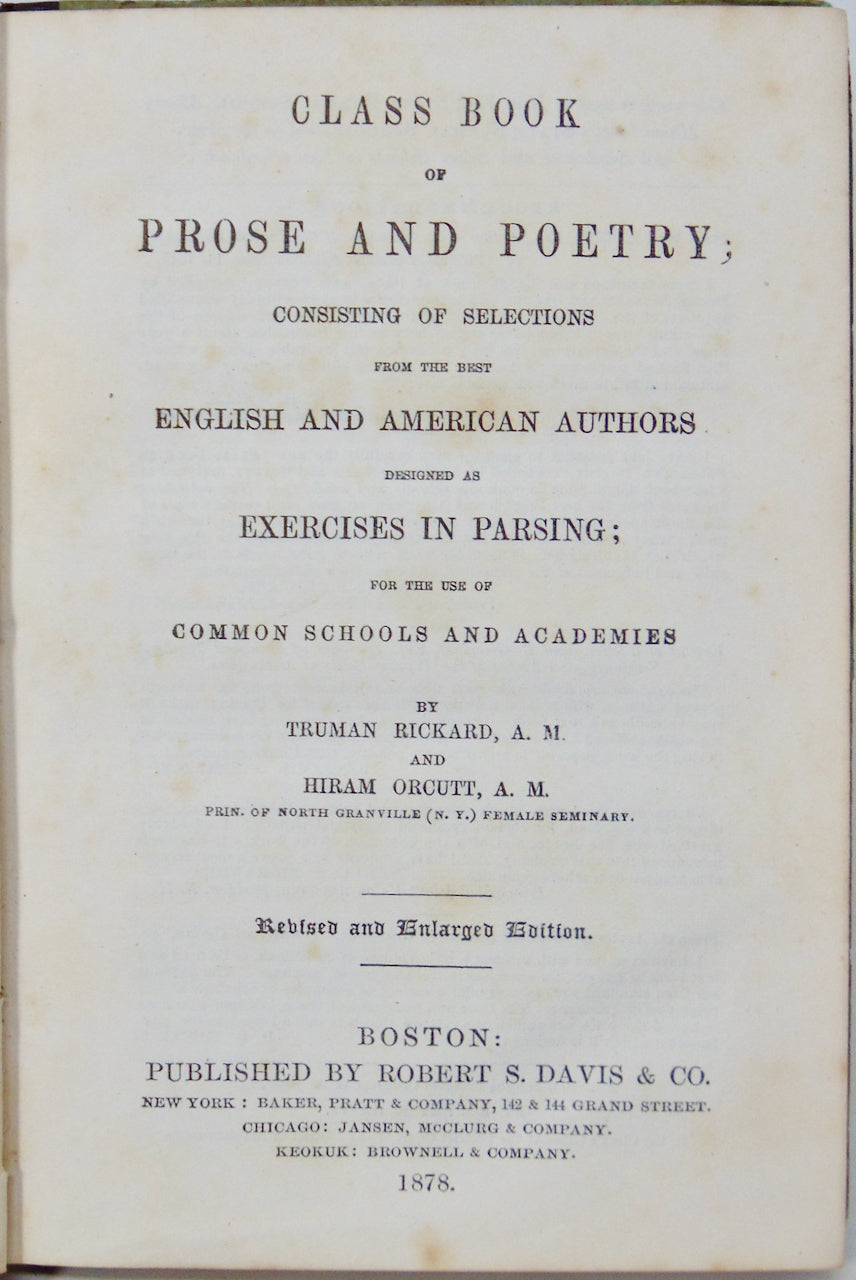 CLASS BOOK
OF
PROSE AND POETRY;
CONSISTING OF SELECTIONS
FROM THE BEST
ENGLISH AND AMERICAN AUTHORS
DESIGNED AS
EXERCISES IN PARSING;
FOR THE USE OF
COMMON SCHOOLS AND ACADEMIES
BY
TRUMAN RICKARD, A. M.
AND
HIRAM ORCUTT, A. M.
PRIN. OF NORTH GRANVILLE (N. Y.) FEMALE SEMINARY.
Revised and Enlarged Edition.
BOSTON:
PUBLISHED BY ROBERT S. DAVIS & CO.
NEW YORK: BAKER, PRATT & COMPANY, 142 & 144 GRAND STREET.
CHICAGO: JANSEN, McCLURG & COMPANY.
KEOKUK: BROWNELL & COMPANY.
1878.